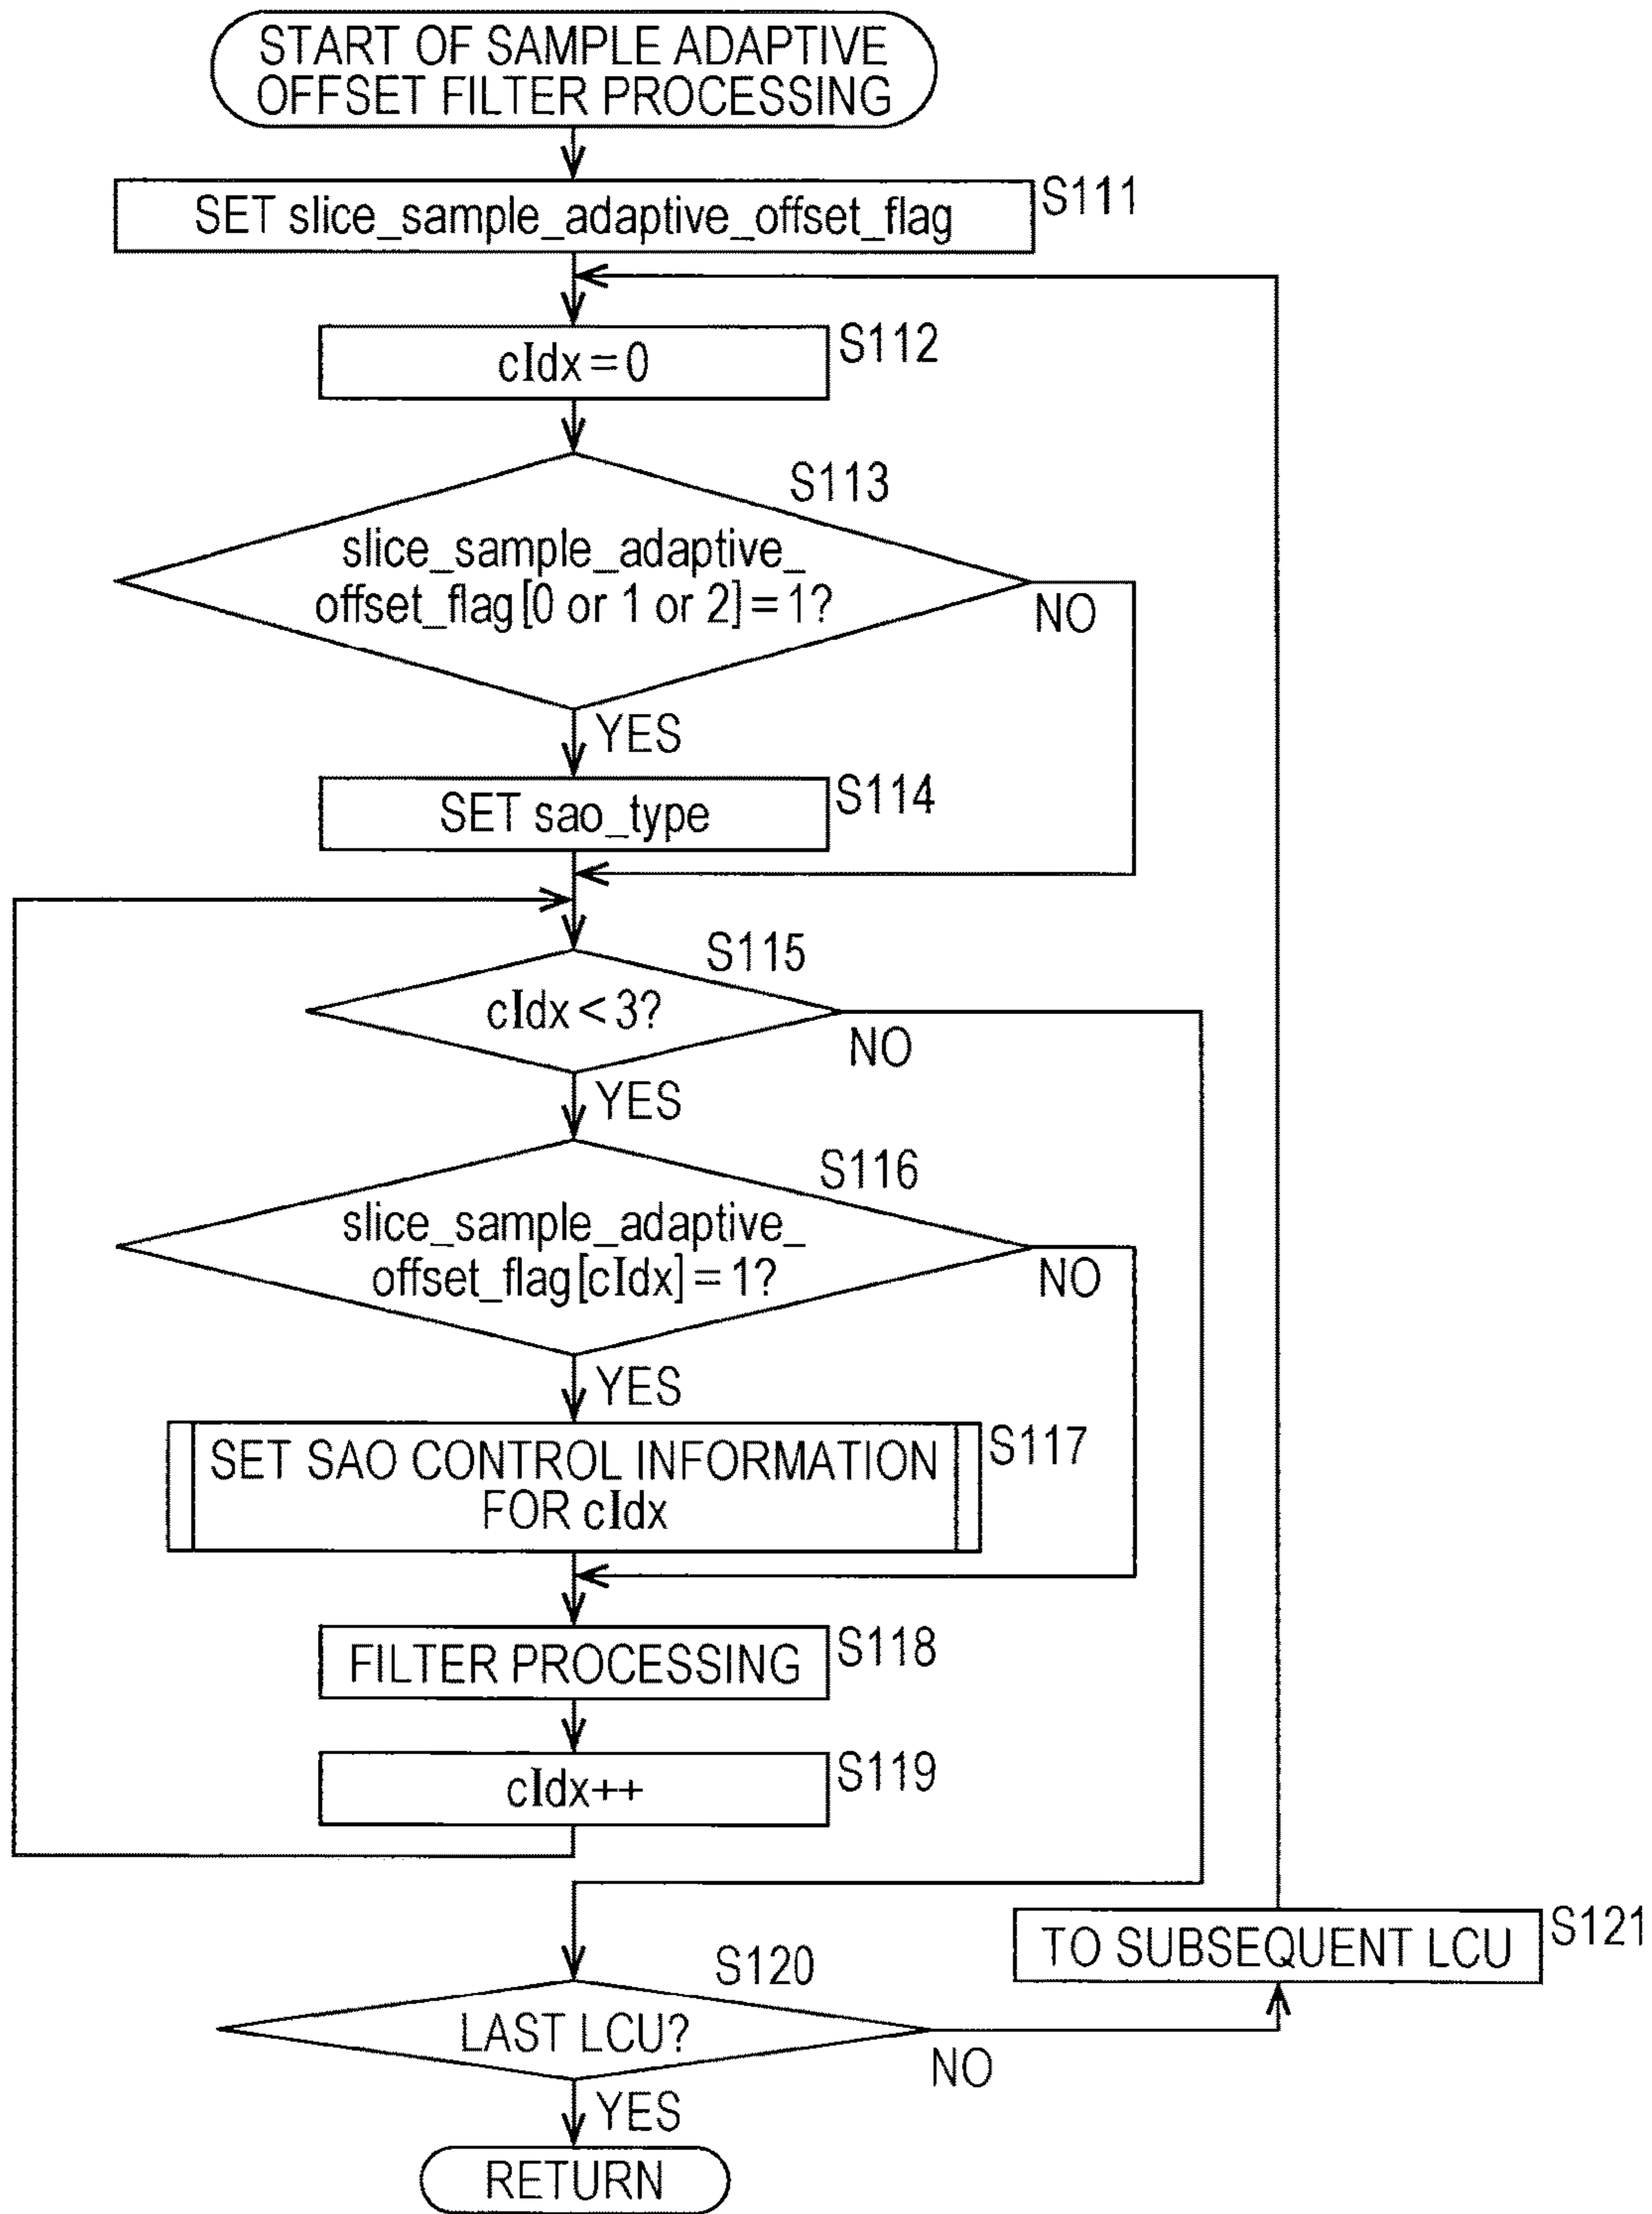 START OF SAMPLE ADAPTIVE
OFFSET FILTER PROCESSING
SET slice_sample_adaptive_offset_flag
S111
cIdx=0
S112
S113
slice_sample_adaptive_
offset_flag[0 or 1 or 2]=1?
NO
YES
SET sao_type
S114
S115
cIdx<3?
NO
YES
S116
slice_sample_adaptive_
offset_flag[cIdx]=1?
NO
YES
SET SAO CONTROL INFORMATION
FOR cIdx
S117
FILTER PROCESSING
S118
cIdx++
S119
TO SUBSEQUENT LCU
S121
S120
LAST LCU?
NO
YES
RETURN